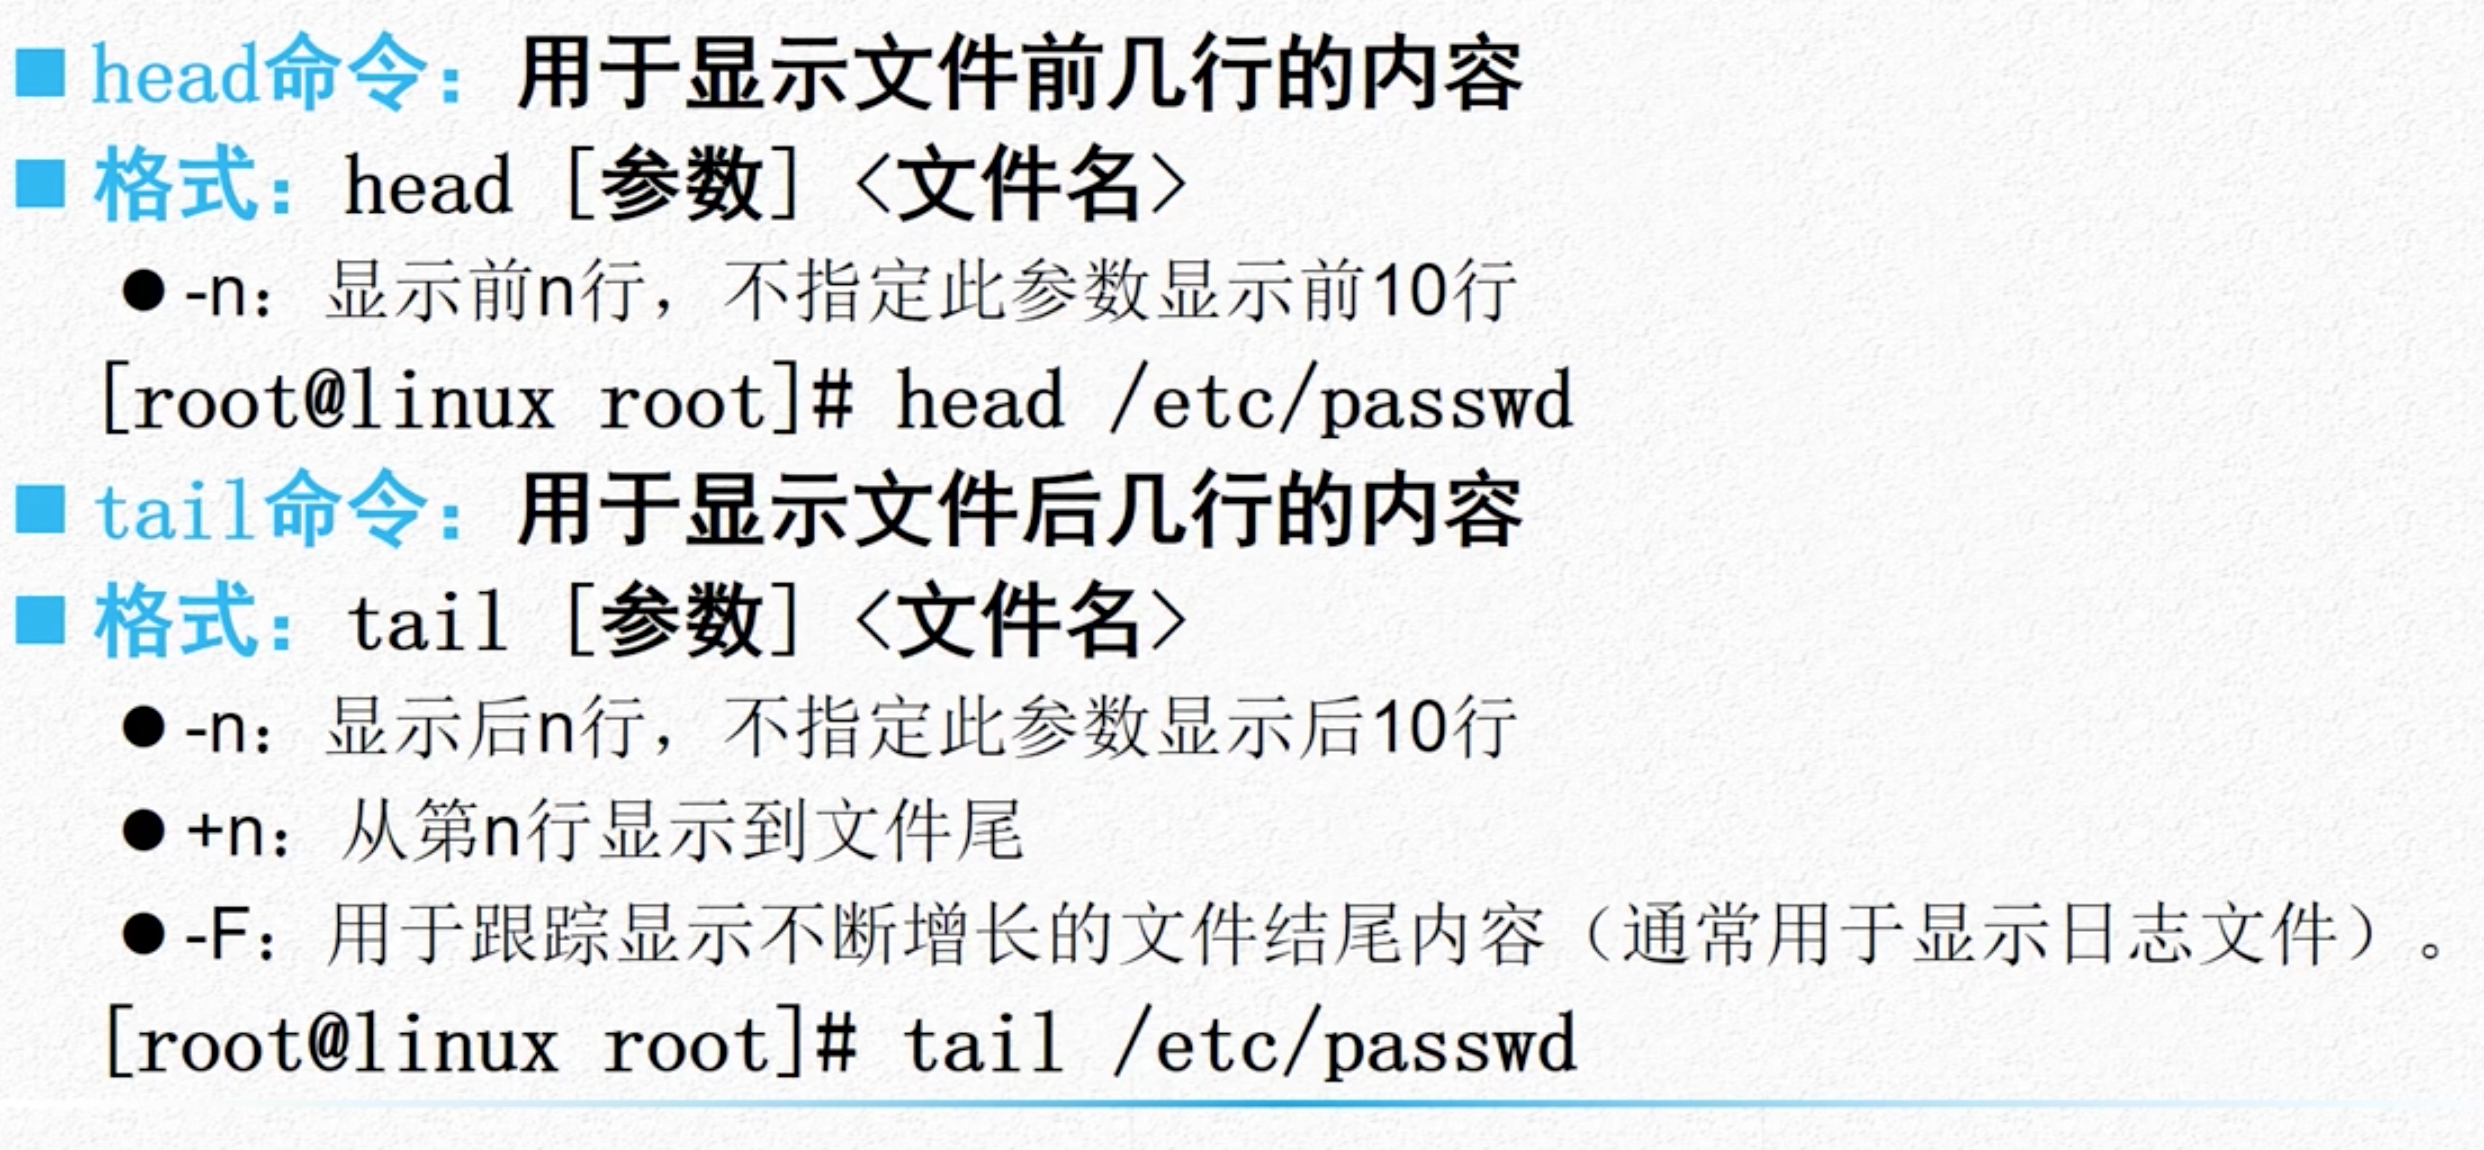 ■ head命令：用于显示文件前几行的内容
■ 格式：head [参数] <文件名>
● -n：显示前n行，不指定此参数显示前10行
[root@linux root]# head /etc/passwd
■ tail命令：用于显示文件后几行的内容
■ 格式：tail [参数] <文件名>
● -n：显示后n行，不指定此参数显示后10行
● +n：从第n行显示到文件尾
● -F：用于跟踪显示不断增长的文件结尾内容（通常用于显示日志文件）。
[root@linux root]# tail /etc/passwd